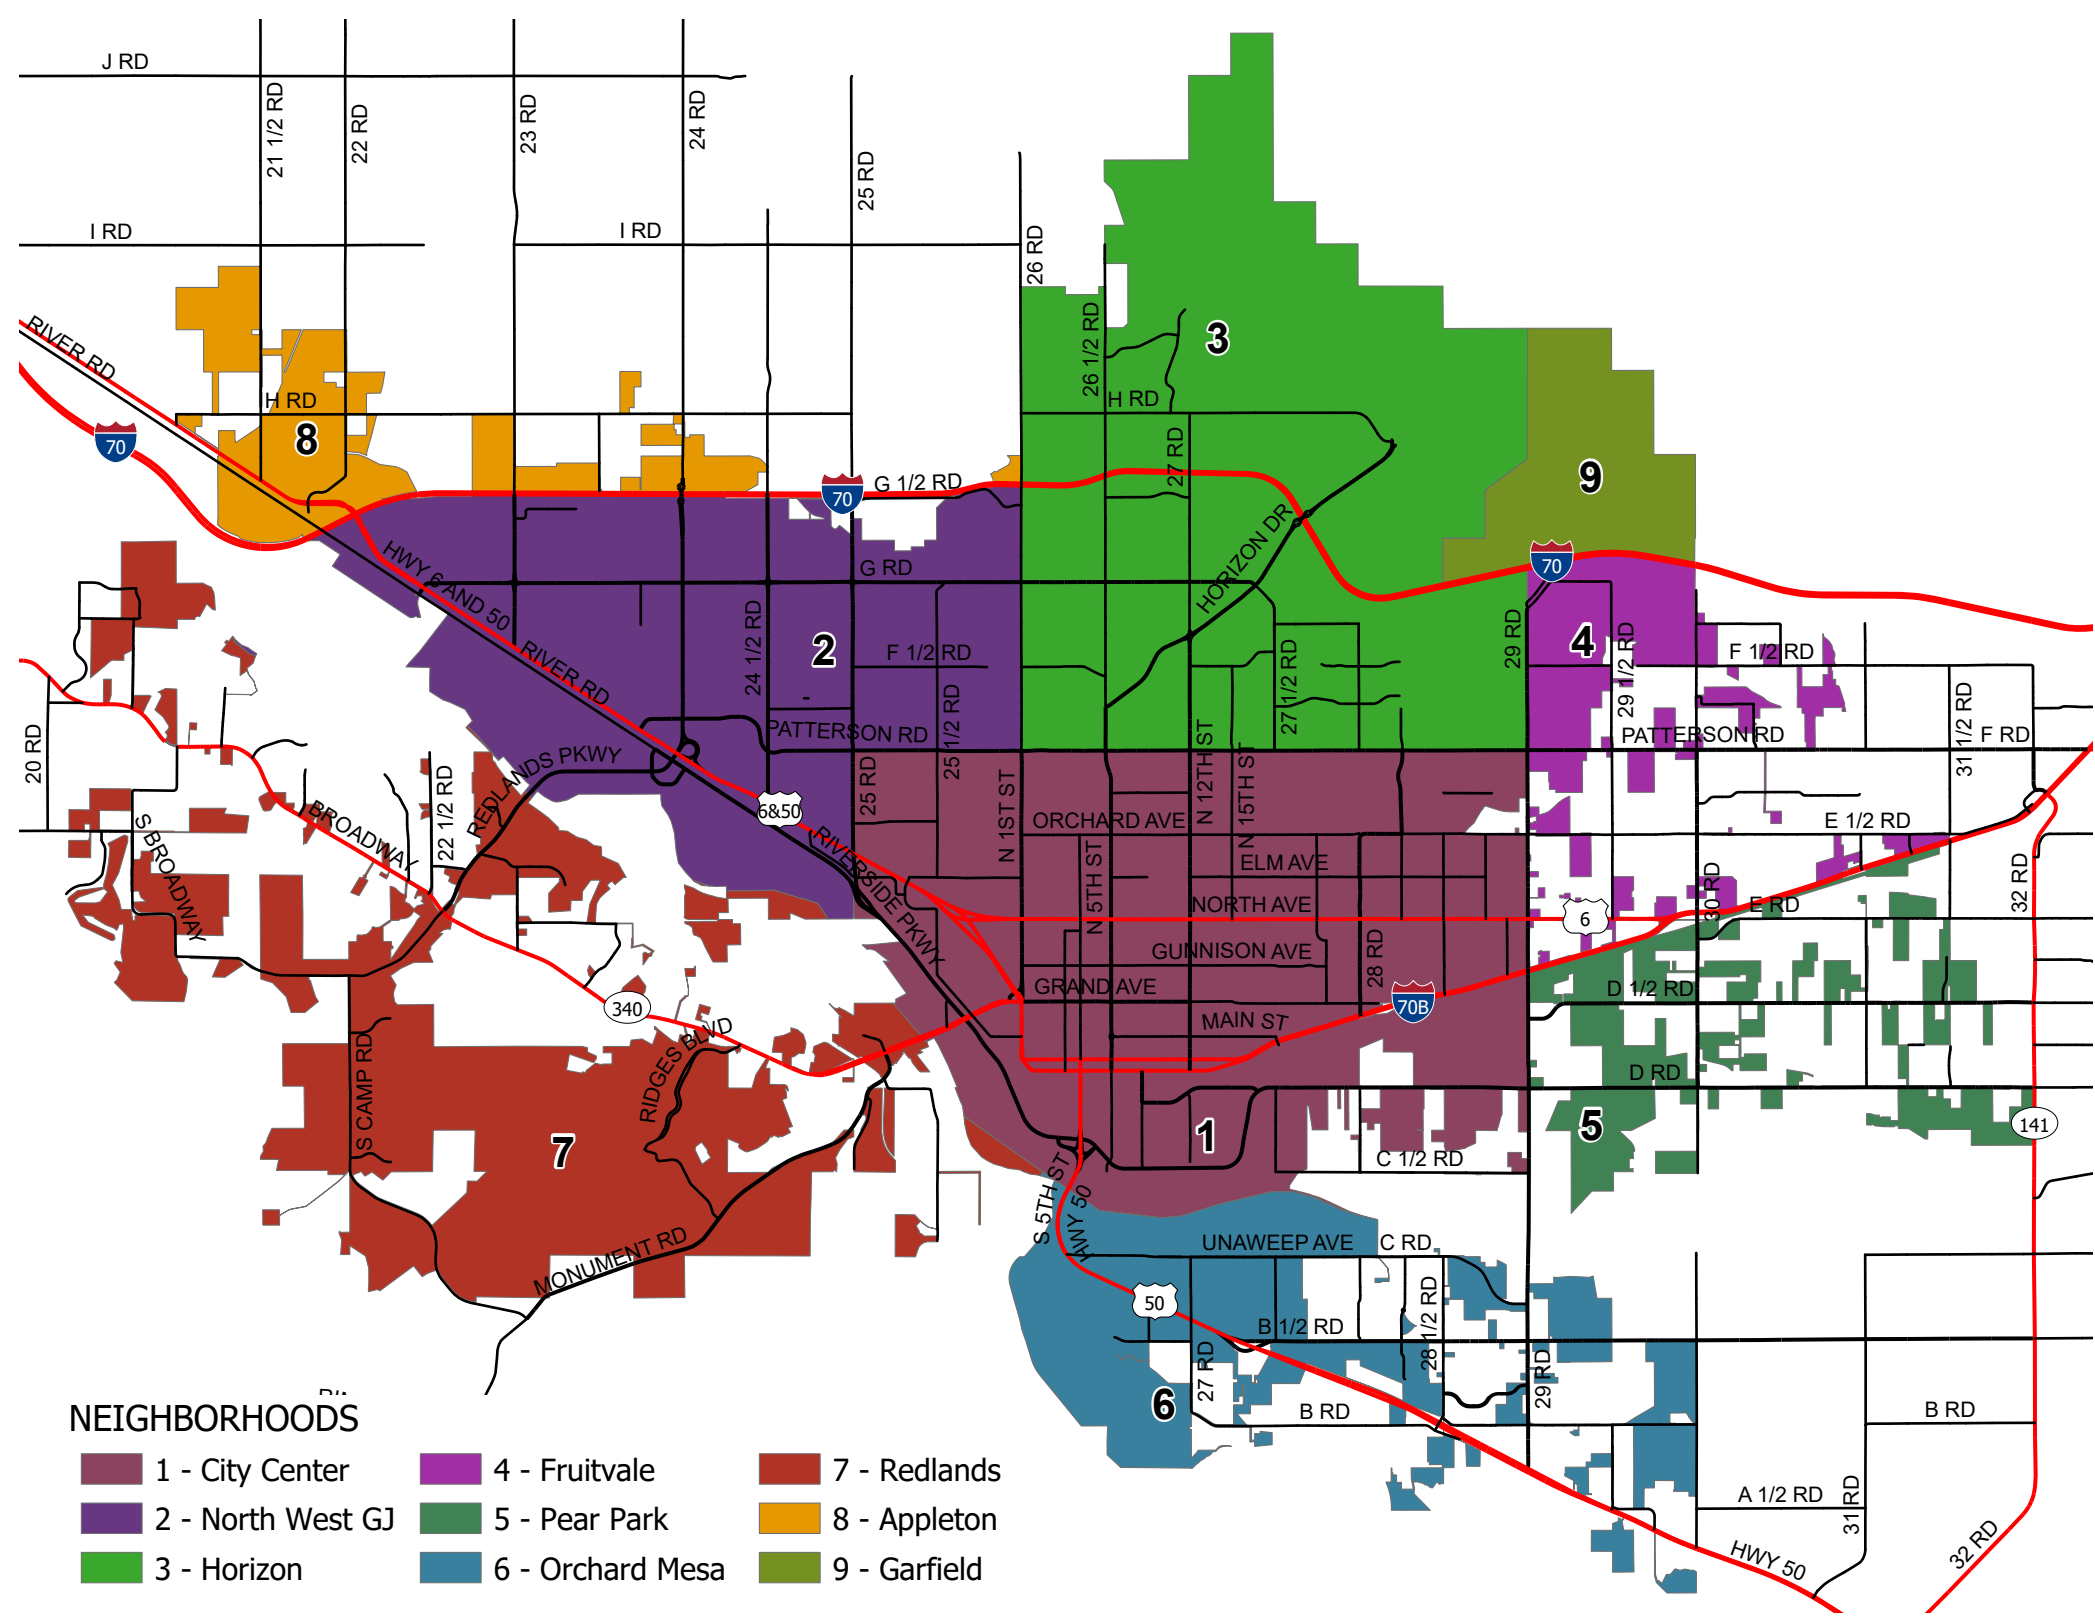 J RD
21 1/2 RD
22 RD
23 RD
24 RD
25 RD
I RD
I RD
26 RD
RIVER RD
26 1/2 RD
3
H RD
H RD
8
70
27 RD
9
G 1/2 RD
70
HORIZON DR
HWY 6 AND 50
G RD
70
24 1/2 RD
2
F 1/2 RD
29 RD
4
29 1/2 RD
F 1/2 RD
RIVER RD
25 1/2 RD
27 1/2 RD
31 1/2 RD
20 RD
PATTERSON RD
N 12TH ST
N 15TH ST
PATTERSON RD
F RD
REDLANDS PKWY
25 RD
6&50
N 1ST ST
ORCHARD AVE
E 1/2 RD
22 1/2 RD
BROADWAY
S BROADWAY
RIVERSIDE PKWY
N 5TH ST
ELM AVE
NORTH AVE
6
30 RD
E RD
32 RD
GUNNISON AVE
28 RD
GRAND AVE
70B
D 1/2 RD
340
MAIN ST
RIDGES BLVD
S CAMP RD
D RD
7
1
5
141
C 1/2 RD
S 5TH ST
HWY 50
UNAWEEP AVE
C RD
MONUMENT RD
50
B 1/2 RD
28 1/2 RD
27 RD
29 RD
6
B RD
B RD
A 1/2 RD
31 RD
HWY 50
32 RD
NEIGHBORHOODS
1 - City Center
2 - North West GJ
3 - Horizon
4 - Fruitvale
5 - Pear Park
6 - Orchard Mesa
7 - Redlands
8 - Appleton
9 - Garfield